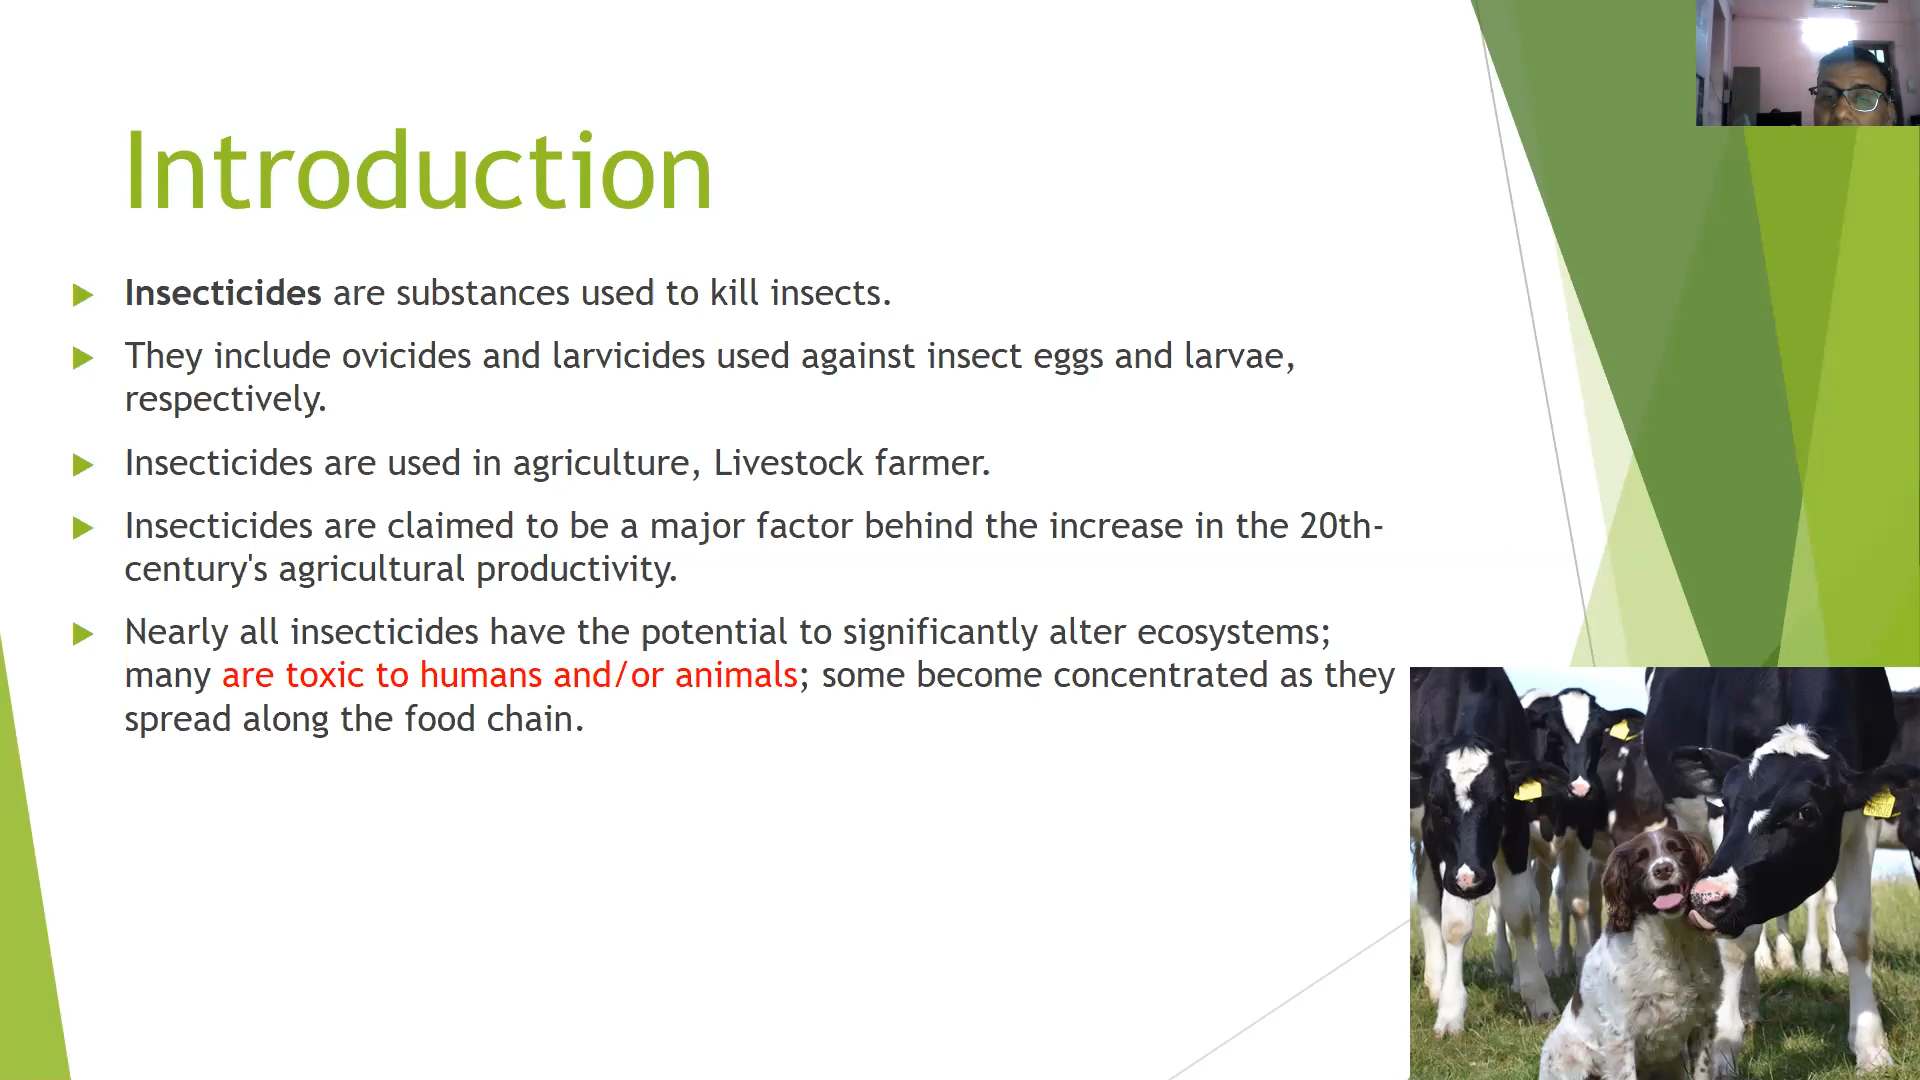 Introduction
Insecticides are substances used to kill insects.
They include ovicides and larvicides used against insect eggs and larvae,
respectively.
Insecticides are used in agriculture, Livestock farmer.
Insecticides are claimed to be a major factor behind the increase in the 20th-
century's agricultural productivity.
Nearly all insecticides have the potential to significantly alter ecosystems;
many are toxic to humans and/or animals; some become concentrated as they
spread along the food chain.